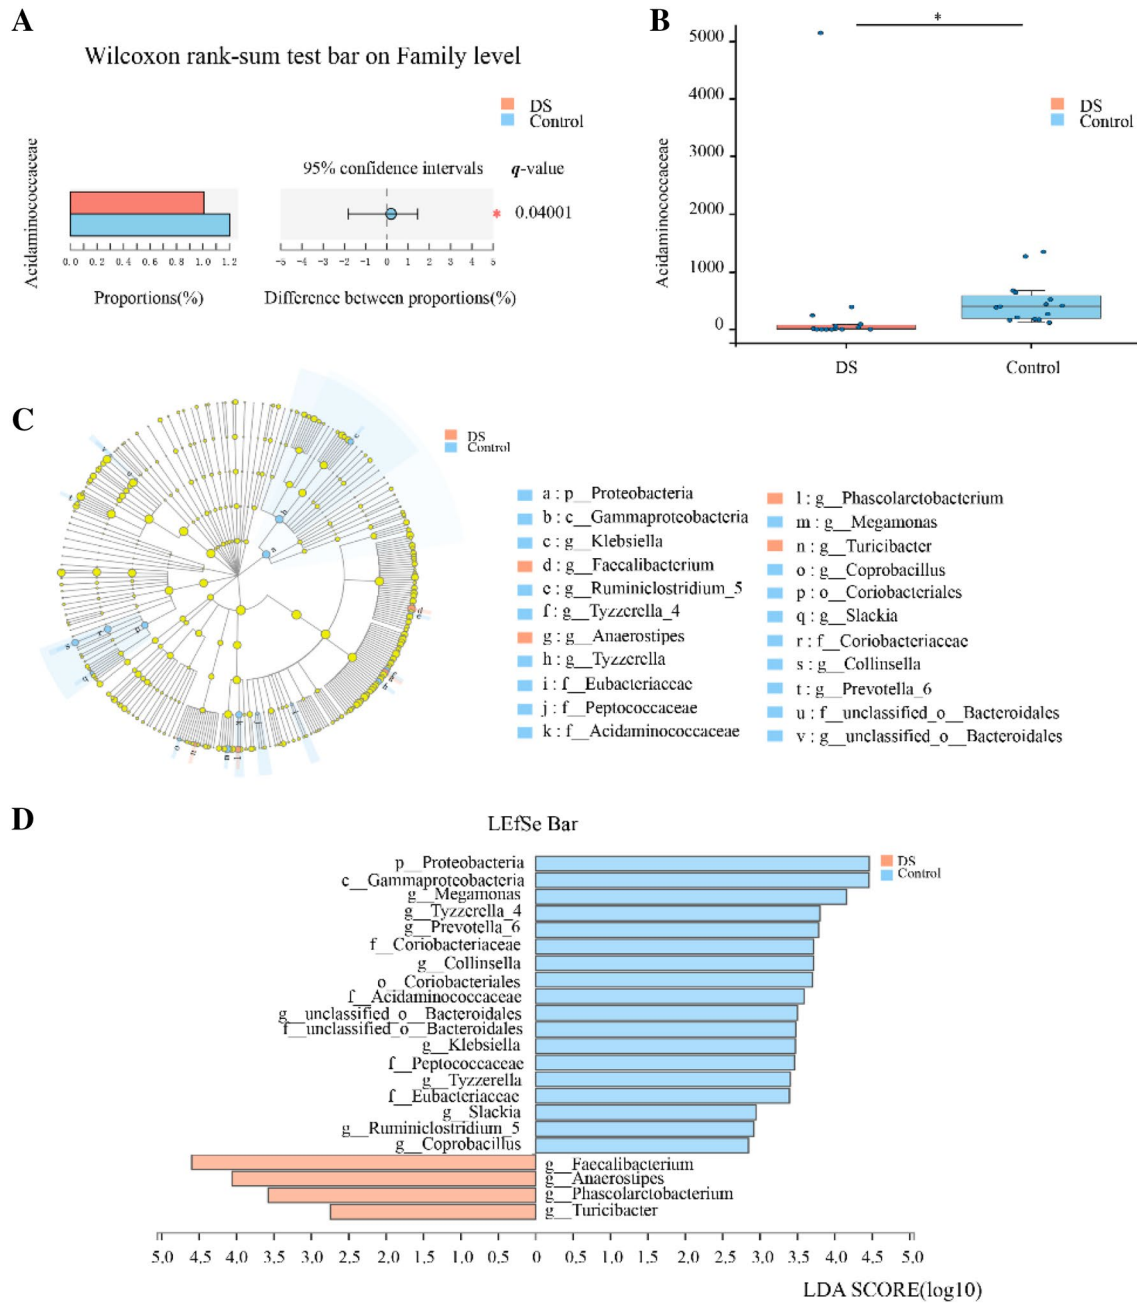 A
Wilcoxon rank-sum test bar on Family level
DS
Control
95% confidence intervals
q-value
Acidaminoccaceae
* 0.04001
0.0 0.2 0.4 0.6 0.8 1.0 1.2
-5 -4 -3 -2 -1 0 1 2 3 4 5
Proportions(%)
Difference between proportions(%)
B
*
5000
4000
3000
2000
1000
0
Acidaminoccaceae
DS
Control
DS
Control
C
DS
Control
a : p__Proteobacteria
b : c__Gammaproteobacteria
c : g__Klebsiella
d : g__Faecalibacterium
e : g__Ruminiclostridium_5
f : g__Tyzzerella_4
g : g__Anaerostipes
h : g__Tyzzerella
i : f__Eubacteriaceae
j : f__Peptococcaceae
k : f__Acidaminococcaceae
l : g__Phascolarctobacterium
m : g__Megamonas
n : g__Turicibacter
o : g__Coprobacillus
p : o__Coriobacteriales
q : g__Slackia
r : f__Coriobacteriaceae
s : g__Collinsella
t : g__Prevotella_6
u : f__unclassified_o__Bacteroidales
v : g__unclassified_o__Bacteroidales
D
LEfSe Bar
DS
Control
p__Proteobacteria
c__Gammaproteobacteria
g__Megamonas
g__Tyzzerella_4
g__Prevotella_6
f__Coriobacteriaceae
g__Collinsella
o__Coriobacteriales
f__Acidaminococcaceae
g__unclassified_o__Bacteroidales
f__unclassified_o__Bacteroidales
g__Klebsiella
f__Peptococcaceae
g__Tyzzerella
f__Eubacteriaceae
g__Slackia
g__Ruminiclostridium_5
g__Coprobacillus
g__Faecalibacterium
g__Anaerostipes
g__Phascolarctobacterium
g__Turicibacter
5,0 4,5 4,0 3,5 3,0 2,5 2,0 1,5 1,0 0,5 0 0,5 1,0 1,5 2,0 2,5 3,0 3,5 4,0 4,5 5,0
LDA SCORE(log10)